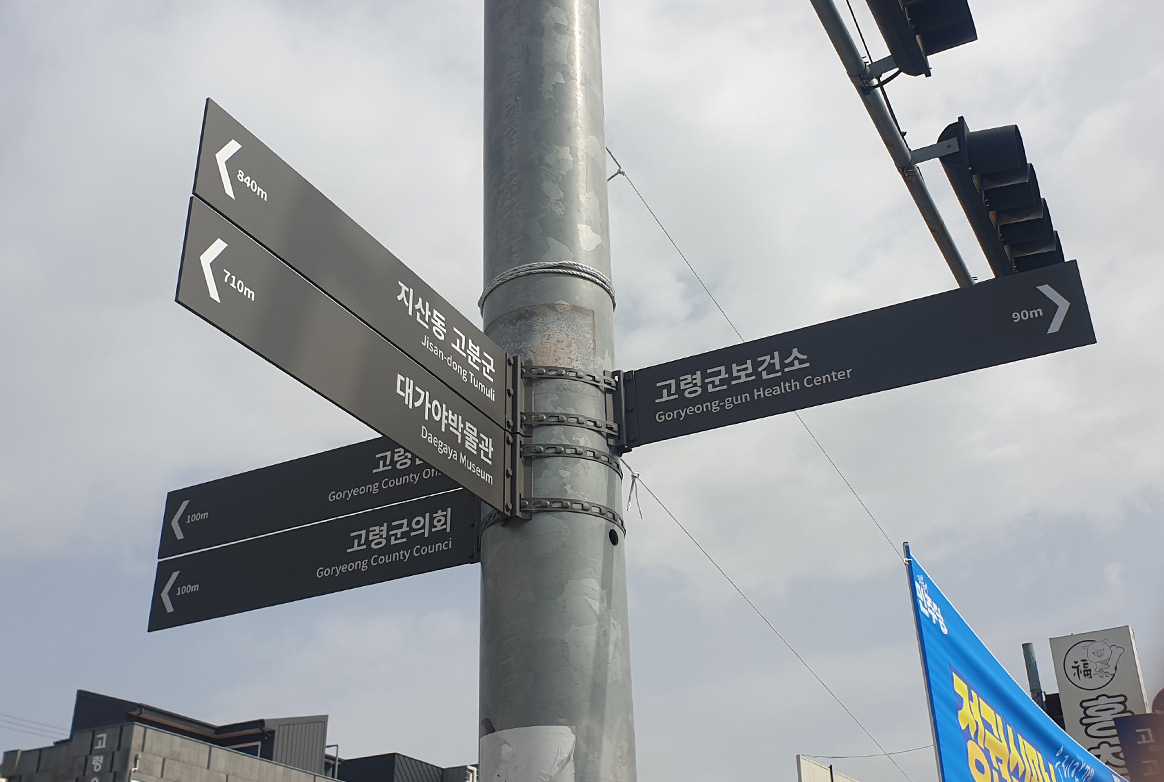 840m
지산동 고분군
Jisan-dong Tumuli
710m
대가야박물관
Daegaya Museum
고령군보건소
Goryeong-gun Health Center
90m
Goryeong County
100m
고령군의회
Goryeong County Counci
100m
福